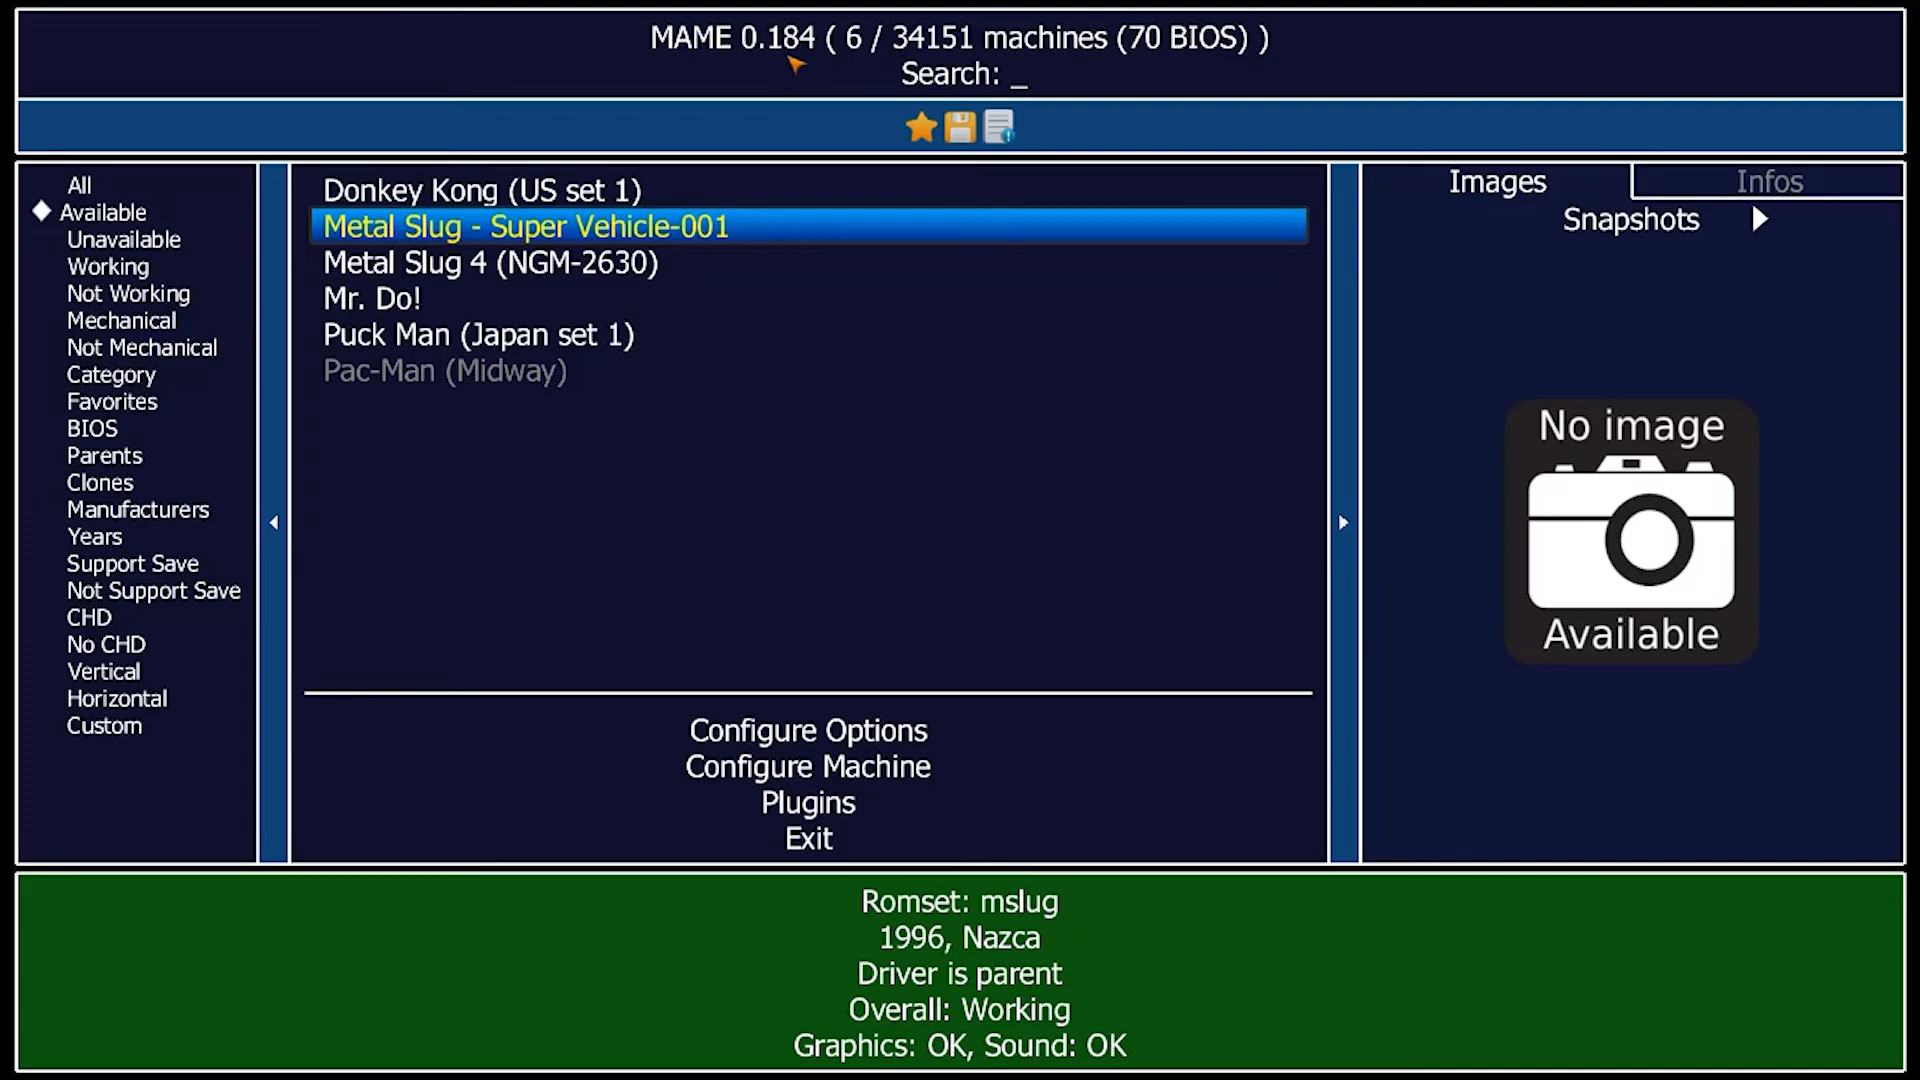 MAME 0.184 ( 6 / 34151 machines (70 BIOS) )
Search: _
All
Available
Unavailable
Working
Not Working
Mechanical
Not Mechanical
Category
Favorites
BIOS
Parents
Clones
Manufacturers
Years
Support Save
Not Support Save
CHD
No CHD
Vertical
Horizontal
Custom
Donkey Kong (US set 1)
Metal Slug - Super Vehicle-001
Metal Slug 4 (NGM-2630)
Mr. Do!
Puck Man (Japan set 1)
Pac-Man (Midway)
Configure Options
Configure Machine
Plugins
Exit
Images
Infos
Snapshots
No image
Available
Romset: mslug
1996, Nazca
Driver is parent
Overall: Working
Graphics: OK, Sound: OK